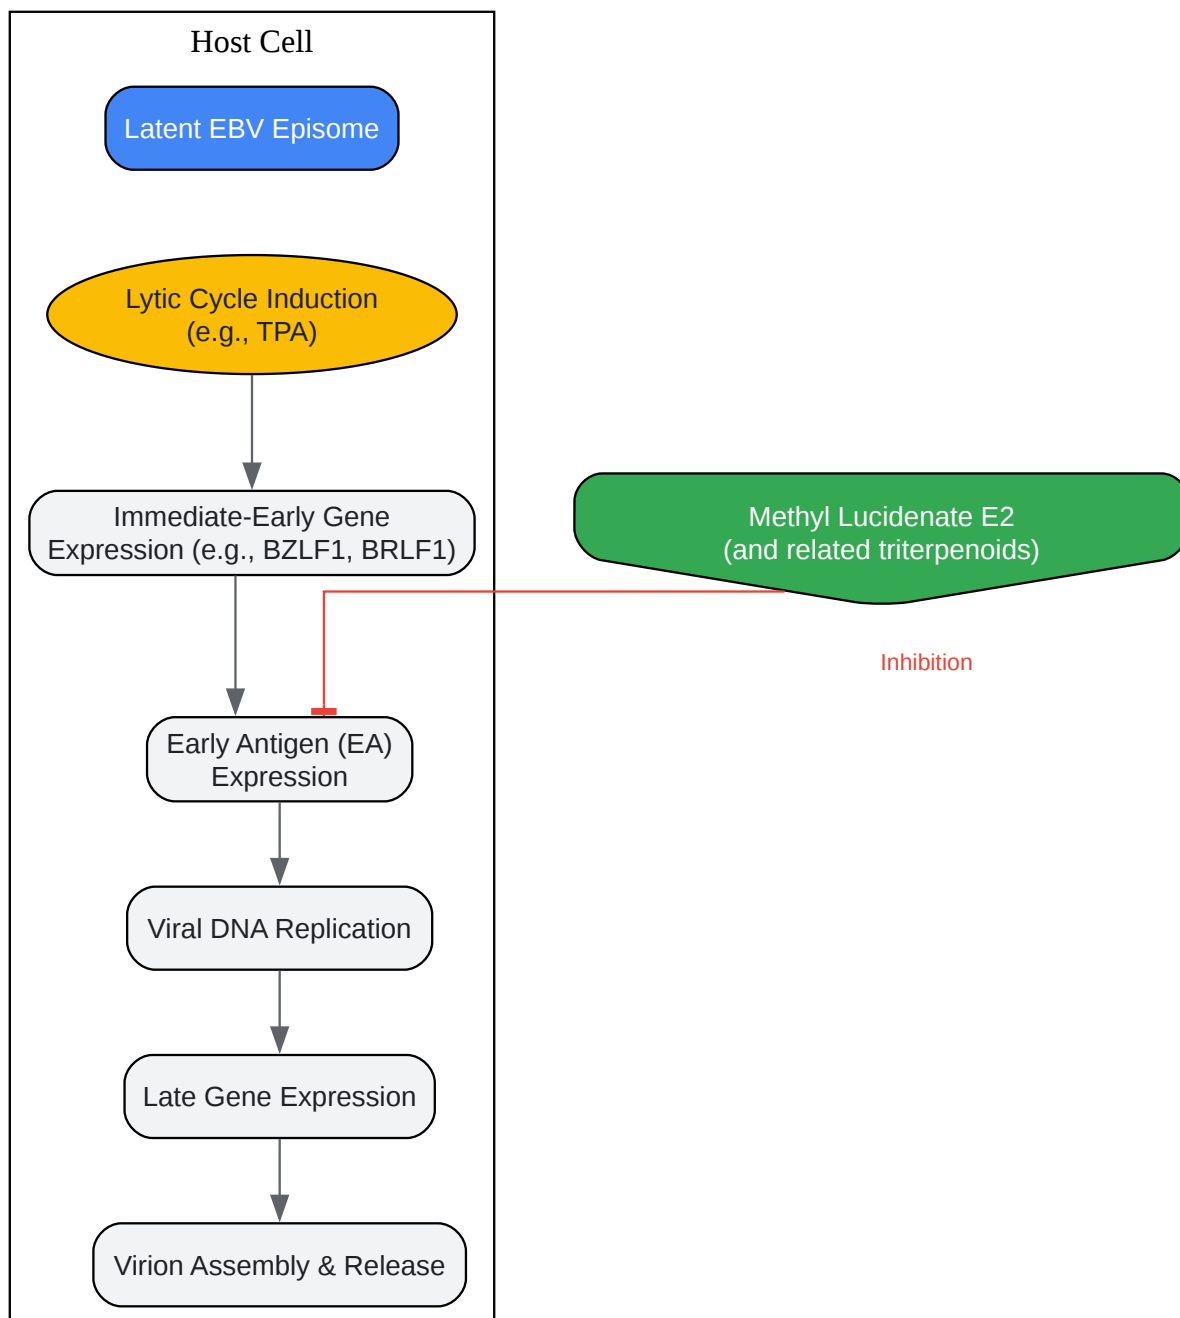 Host Cell
Latent EBV Episome
Lytic Cycle Induction
(e.g., TPA)
Immediate-Early Gene
Expression (e.g., BZLF1, BRLF1)
Methyl Lucidenate E2
(and related triterpenoids)
Inhibition
Early Antigen (EA)
Expression
Viral DNA Replication
Late Gene Expression
Virion Assembly & Release